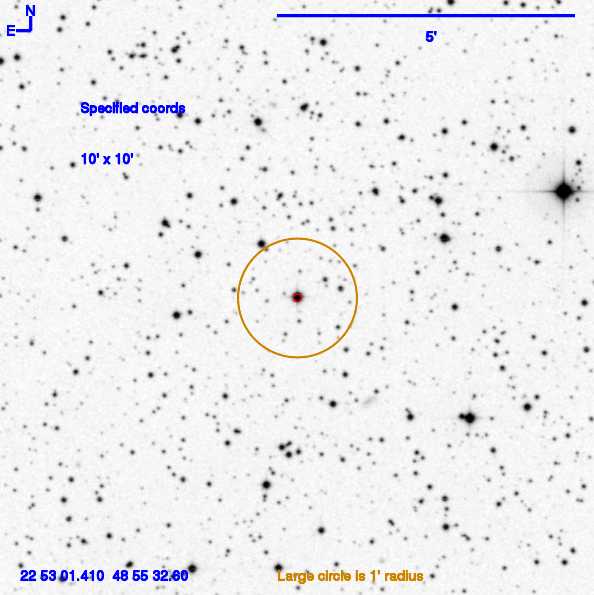 N
E
5'
Specified coords
10' x 10'
22 53 01.410 48 55 32.60
Large circle is 1' radius